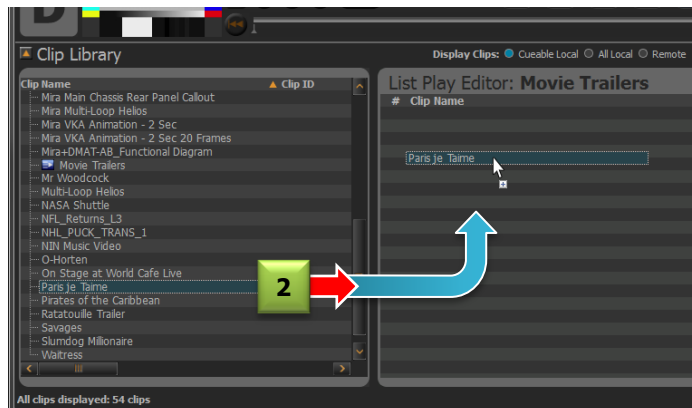 Clip Library
Display Clips: Cueable Local All Local Remote
Clip Name Clip ID
Mira Main Chassis Rear Panel Callout
Mira Multi-Loop Helios
Mira VKA Animation - 2 Sec
Mira VKA Animation - 2 Sec 20 Frames
Mira+DMAT-AB_Functional Diagram
Movie Trailers
Mr Woodcock
Multi-Loop Helios
NASA Shuttle
NFL_Returns_L3
NHL_PUCK_TRANS_1
NIN Music Video
O-Horten
On Stage at World Cafe Live
Paris je Taime
Pirates of the Caribbean
Ratatouille Trailer
Savages
Slumdog Milionaire
Waitress
List Play Editor: Movie Trailers
# Clip Name
Paris je Taime
2
All clips displayed: 54 clips